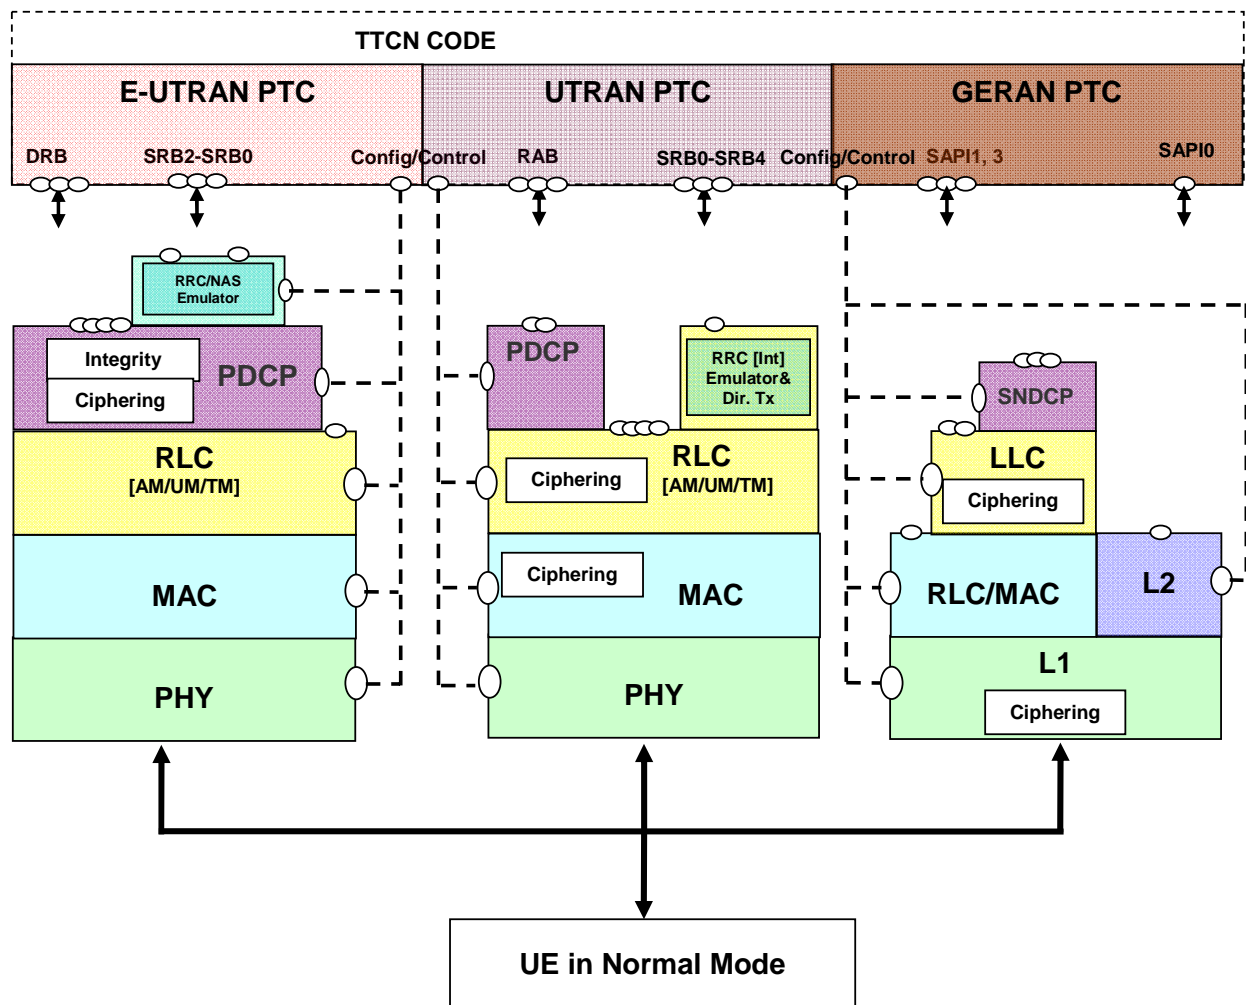 TTCN CODE
E-UTRAN PTC
UTRAN PTC
GERAN PTC
DRB
SRB2-SRB0
Config/Control
RAB
SRB0-SRB4
Config/Control
SAPI1, 3
SAPI0
RRC/NAS
Emulator
Integrity
Ciphering
PDCP
RLC
[AM/UM/TM]
MAC
PHY
PDCP
RRC [Int]
Emulator&
Dir. Tx
Ciphering
RLC
[AM/UM/TM]
Ciphering
MAC
PHY
SNDCP
LLC
Ciphering
RLC/MAC
L2
L1
Ciphering
UE in Normal Mode